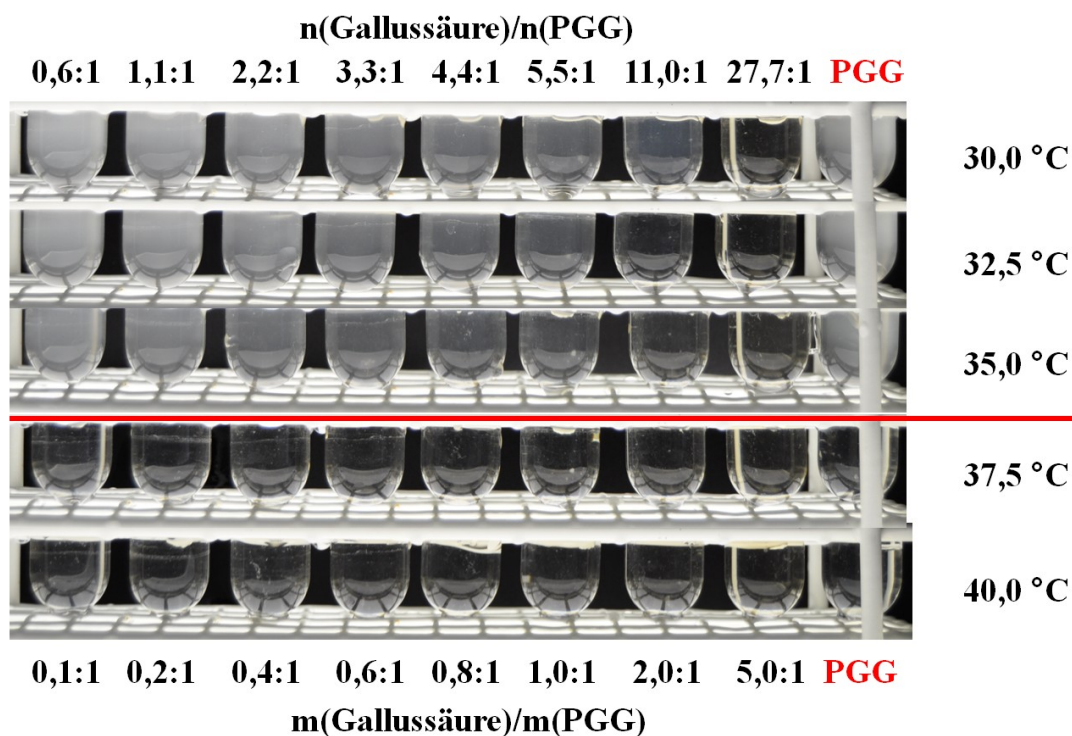 n(Gallussäure)/n(PGG)
0,6:1 1,1:1 2,2:1 3,3:1 4,4:1 5,5:1 11,0:1 27,7:1 PGG
30,0 °C
32,5 °C
35,0 °C
37,5 °C
40,0 °C
0,1:1 0,2:1 0,4:1 0,6:1 0,8:1 1,0:1 2,0:1 5,0:1 PGG
m(Gallussäure)/m(PGG)